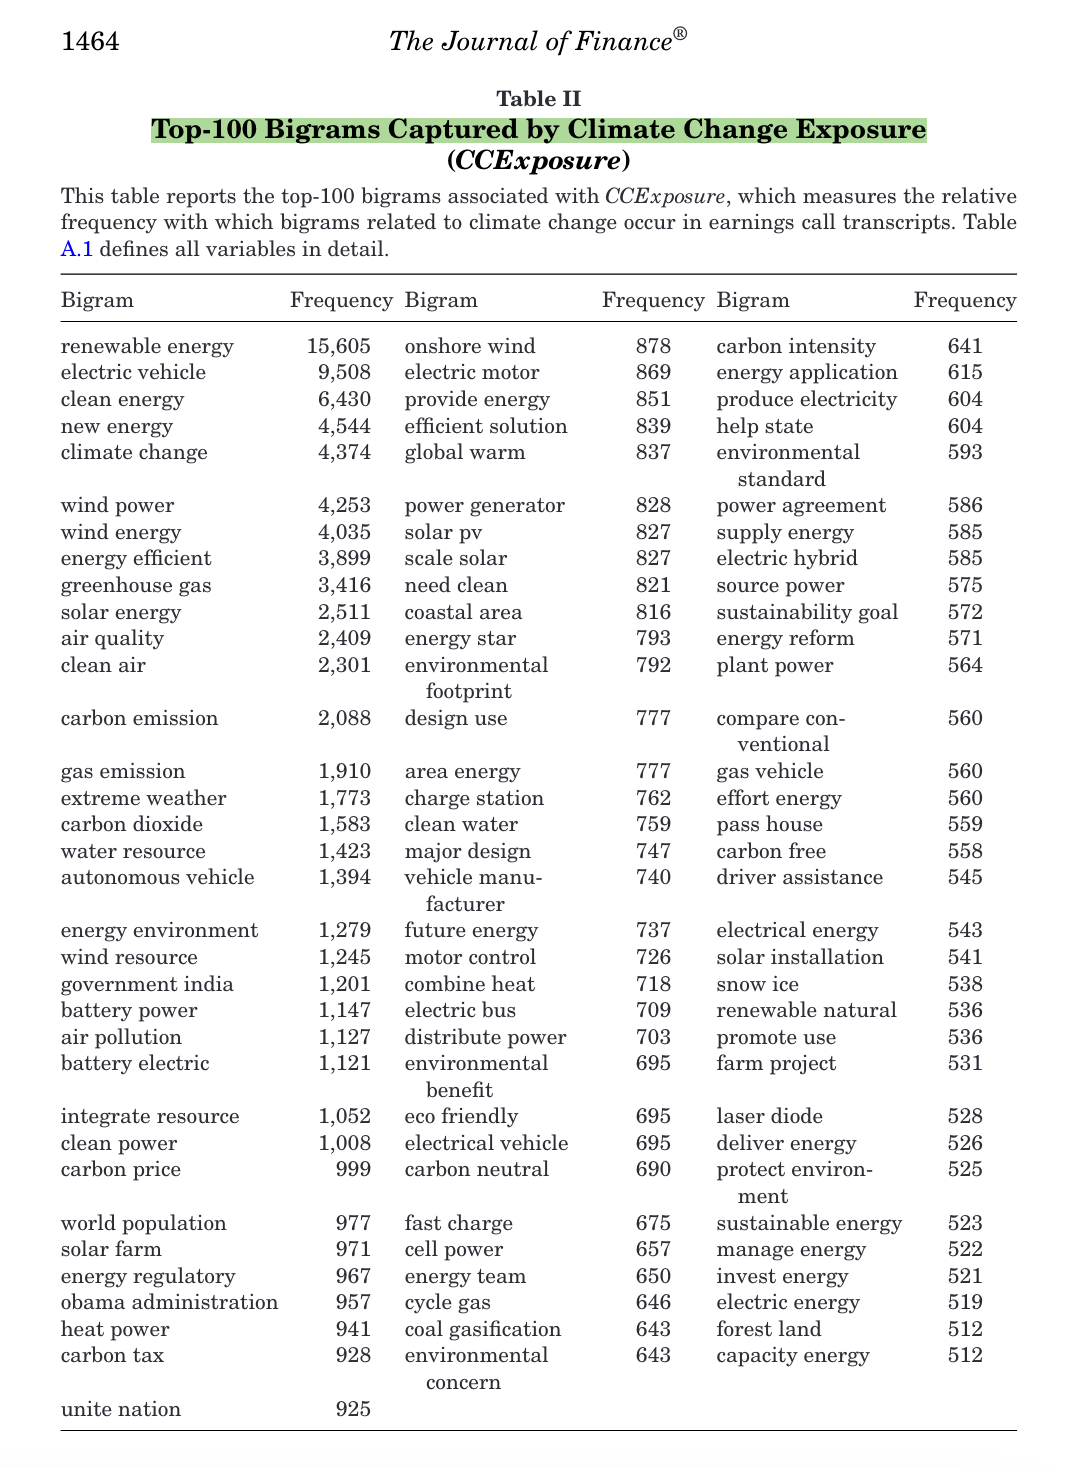 1464 The Journal of Finance®
Table II
Top-100 Bigrams Captured by Climate Change Exposure
(CCExposure)
This table reports the top-100 bigrams associated with CCExposure, which measures the relative
frequency with which bigrams related to climate change occur in earnings call transcripts. Table
A.1 defines all variables in detail.
Bigram Frequency Bigram Frequency Bigram Frequency
renewable energy 15,605 onshore wind 878 carbon intensity 641
electric vehicle 9,508 electric motor 869 energy application 615
clean energy 6,430 provide energy 851 produce electricity 604
new energy 4,544 efficient solution 839 help state 604
climate change 4,374 global warm 837 environmental 593
standard
wind power 4,253 power generator 828 power agreement 586
wind energy 4,035 solar pv 827 supply energy 585
energy efficient 3,899 scale solar 827 electric hybrid 585
greenhouse gas 3,416 need clean 821 source power 575
solar energy 2,511 coastal area 816 sustainability goal 572
air quality 2,409 energy star 793 energy reform 571
clean air 2,301 environmental 792 plant power 564
footprint
carbon emission 2,088 design use 777 compare con- 560
ventional
gas emission 1,910 area energy 777 gas vehicle 560
extreme weather 1,773 charge station 762 effort energy 560
carbon dioxide 1,583 clean water 759 pass house 559
water resource 1,423 major design 747 carbon free 558
autonomous vehicle 1,394 vehicle manu- 740 driver assistance 545
facturer
energy environment 1,279 future energy 737 electrical energy 543
wind resource 1,245 motor control 726 solar installation 541
government india 1,201 combine heat 718 snow ice 538
battery power 1,147 electric bus 709 renewable natural 536
air pollution 1,127 distribute power 703 promote use 536
battery electric 1,121 environmental 695 farm project 531
benefit
integrate resource 1,052 eco friendly 695 laser diode 528
clean power 1,008 electrical vehicle 695 deliver energy 526
carbon price 999 carbon neutral 690 protect environ- 525
ment
world population 977 fast charge 675 sustainable energy 523
solar farm 971 cell power 657 manage energy 522
energy regulatory 967 energy team 650 invest energy 521
obama administration 957 cycle gas 646 electric energy 519
heat power 941 coal gasification 643 forest land 512
carbon tax 928 environmental 643 capacity energy 512
concern
unite nation 925